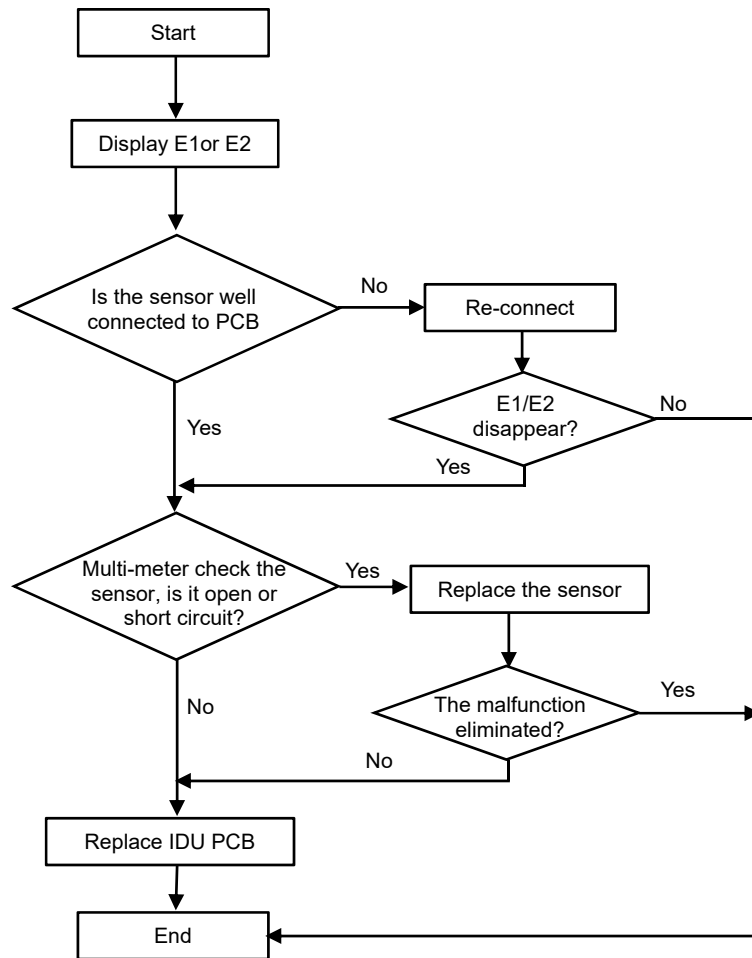 Start
Display E1or E2
Is the sensor well
connected to PCB
No
Re-connect
E1/E2
disappear?
No
Yes
Yes
Multi-meter check the
sensor, is it open or
short circuit?
Yes
Replace the sensor
The malfunction
eliminated?
Yes
No
No
Replace IDU PCB
End